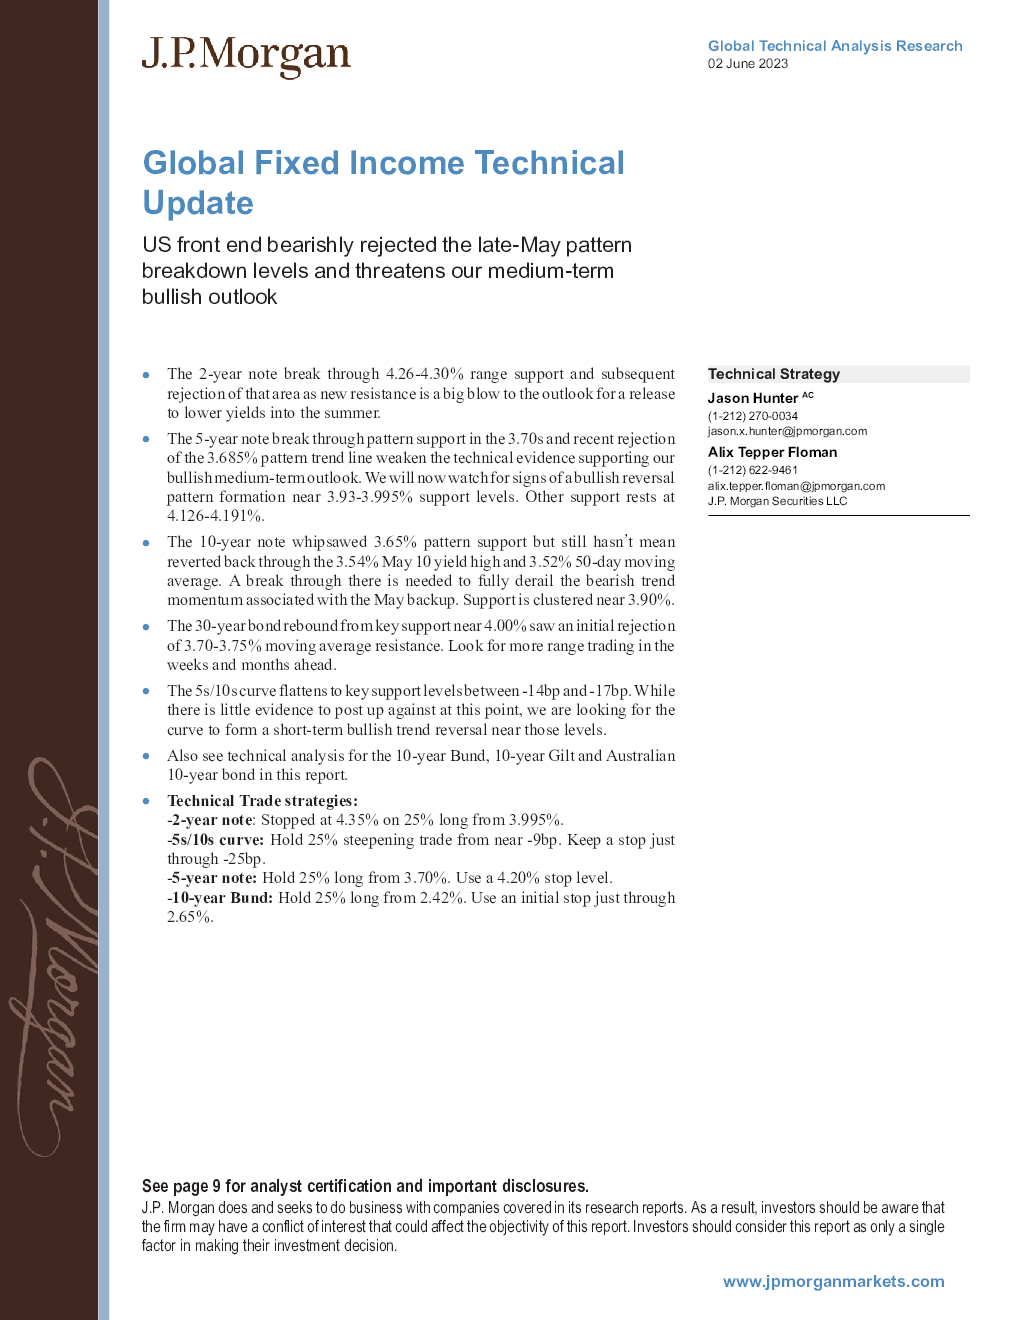 J.P.Morgan
Global Technical Analysis Research
02 June 2023
Global Fixed Income Technical
Update
US front end bearishly rejected the late-May pattern
breakdown levels and threatens our medium-term
bullish outlook
• The 2-year note break through 4.26-4.30% range support and subsequent
rejection of that area as new resistance is a big blow to the outlook for a release
to lower yields into the summer.
• The 5-year note break through pattern support in the 3.70s and recent rejection
of the 3.685% pattern trend line weaken the technical evidence supporting our
bullish medium-term outlook. We will now watch for signs of a bullish reversal
pattern formation near 3.93-3.995% support levels. Other support rests at
4.126-4.191%.
• The 10-year note whipsawed 3.65% pattern support but still hasn’t mean
reverted back through the 3.54% May 10 yield high and 3.52% 50-day moving
average. A break through there is needed to fully derail the bearish trend
momentum associated with the May backup. Support is clustered near 3.90%.
• The 30-year bond rebound from key support near 4.00% saw an initial rejection
of 3.70-3.75% moving average resistance. Look for more range trading in the
weeks and months ahead.
• The 5s/10s curve flattens to key support levels between -14bp and -17bp. While
there is little evidence to post up against at this point, we are looking for the
curve to form a short-term bullish trend reversal near those levels.
• Also see technical analysis for the 10-year Bund, 10-year Gilt and Australian
10-year bond in this report.
• Technical Trade strategies:
-2-year note: Stopped at 4.35% on 25% long from 3.995%.
-5s/10s curve: Hold 25% steepening trade from near -9bp. Keep a stop just
through -25bp.
-5-year note: Hold 25% long from 3.70%. Use a 4.20% stop level.
-10-year Bund: Hold 25% long from 2.42%. Use an initial stop just through
2.65%.
Technical Strategy
Jason Hunter AC
(1-212) 270-0034
jason.x.hunter@jpmorgan.com
Alix Tepper Floman
(1-212) 622-9461
alix.tepper.floman@jpmorgan.com
J.P. Morgan Securities LLC
J.P.Morgan
See page 9 for analyst certification and important disclosures.
J.P. Morgan does and seeks to do business with companies covered in its research reports. As a result, investors should be aware that
the firm may have a conflict of interest that could affect the objectivity of this report. Investors should consider this report as only a single
factor in making their investment decision.
www.jpmorganmarkets.com